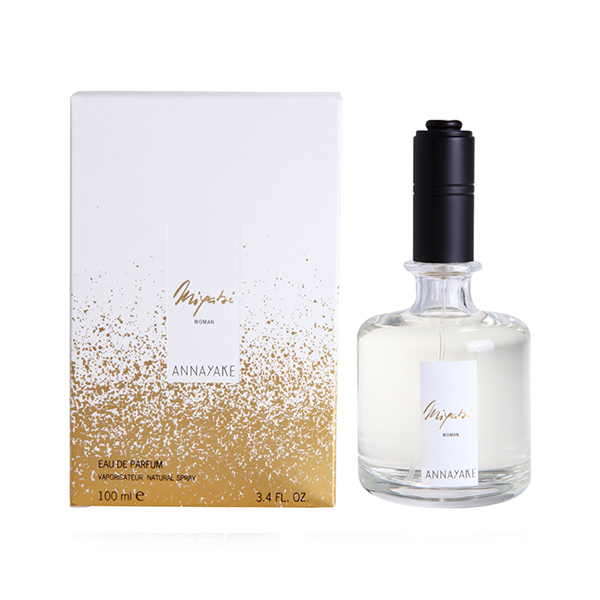 Miyabi
WOMAN
ANNAYAKE
EAU DE PARFUM
VAPORISATEUR NATURAL SPRAY
100 ml ℮
3.4 FL. OZ.
Miyabi
WOMAN
ANNAYAKE